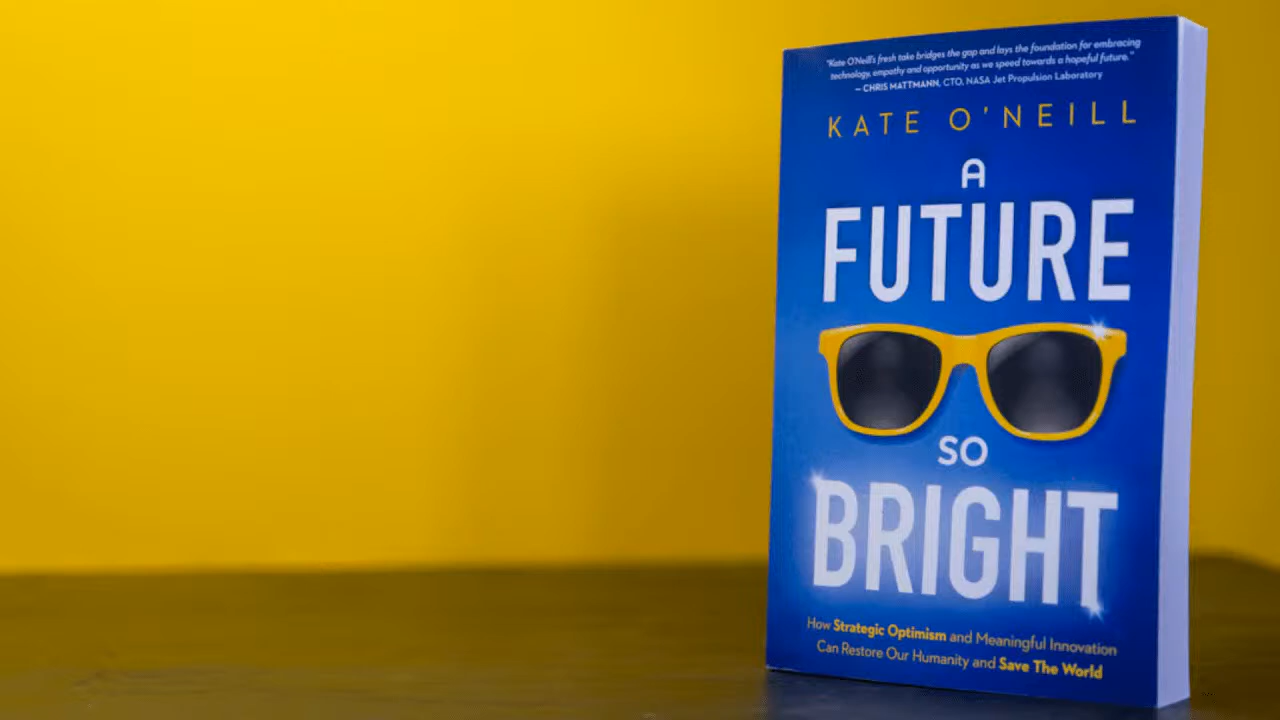 "Kate O'Neill's fresh take bridges the gap and lays the foundation for embracing
technology, empathy and opportunity as we speed towards a hopeful future."
— CHRIS MATTMANN, CTO, NASA Jet Propulsion Laboratory
KATE O'NEILL
A
FUTURE
SO
BRIGHT
How Strategic Optimism and Meaningful Innovation
Can Restore Our Humanity and Save The World